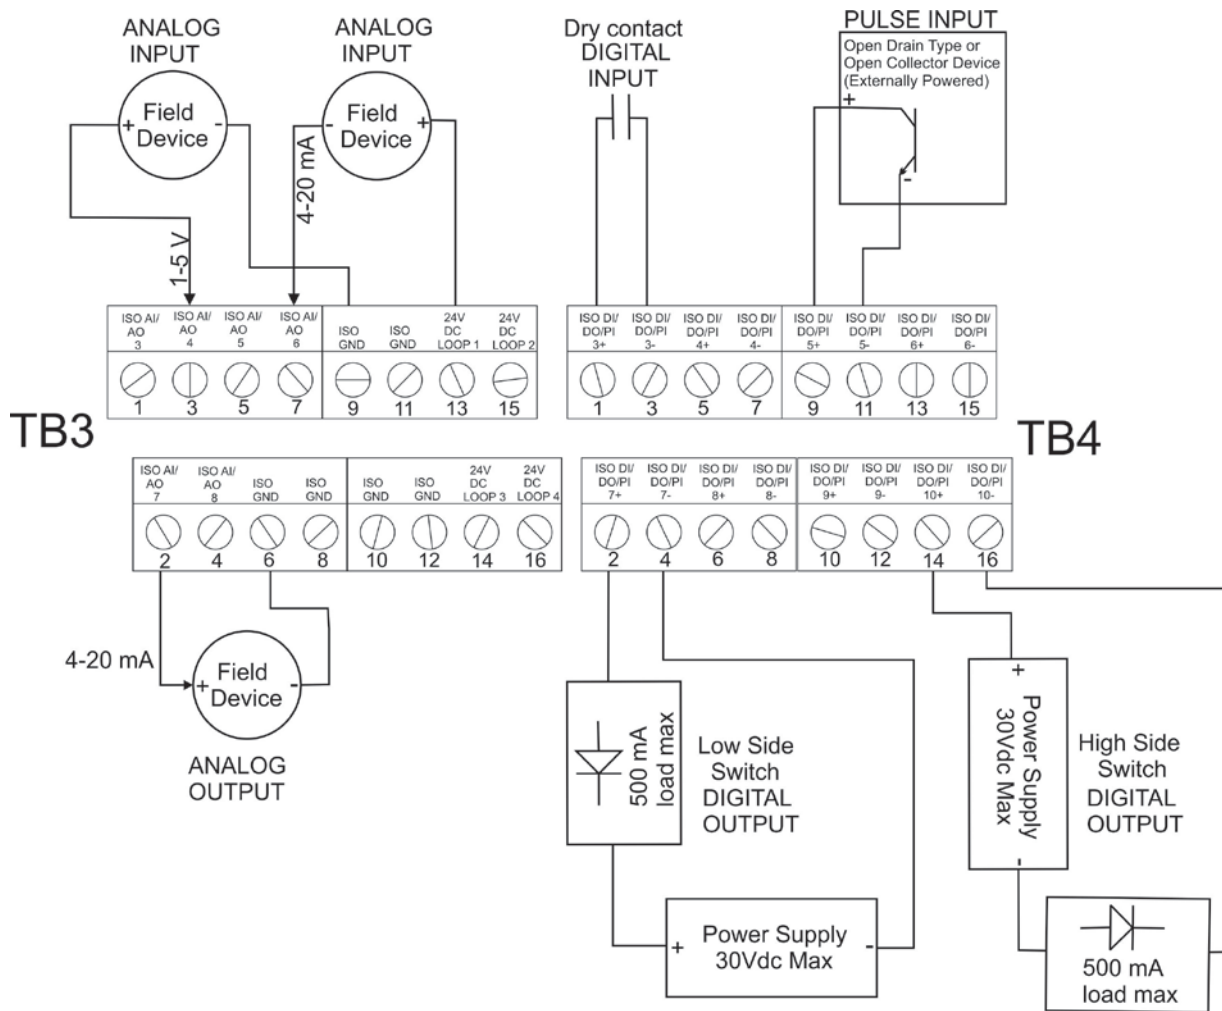 ANALOG
INPUT
Field
Device
+
-
1-5 V
ANALOG
INPUT
Field
Device
-
+
4-20 mA
Dry contact
DIGITAL
INPUT
PULSE INPUT
Open Drain Type or
Open Collector Device
(Externally Powered)
+
-
TB3
ISO AI/
AO
3
ISO AI/
AO
4
ISO AI/
AO
5
ISO AI/
AO
6
ISO
GND
ISO
GND
24V
DC
LOOP 1
24V
DC
LOOP 2
1 3 5 7 9 11 13 15
ISO DI/
DO/PI
3+
ISO DI/
DO/PI
3-
ISO DI/
DO/PI
4+
ISO DI/
DO/PI
4-
ISO DI/
DO/PI
5+
ISO DI/
DO/PI
5-
ISO DI/
DO/PI
6+
ISO DI/
DO/PI
6-
1 3 5 7 9 11 13 15
TB4
ISO AI/
AO
7
ISO AI/
AO
8
ISO
GND
ISO
GND
ISO
GND
ISO
GND
24V
DC
LOOP 3
24V
DC
LOOP 4
2 4 6 8 10 12 14 16
ISO DI/
DO/PI
7+
ISO DI/
DO/PI
7-
ISO DI/
DO/PI
8+
ISO DI/
DO/PI
8-
ISO DI/
DO/PI
9+
ISO DI/
DO/PI
9-
ISO DI/
DO/PI
10+
ISO DI/
DO/PI
10-
2 4 6 8 10 12 14 16
4-20 mA
+
Field
Device
-
ANALOG
OUTPUT
500 mA
load max
Low Side
Switch
DIGITAL
OUTPUT
+
Power Supply
30Vdc Max
-
+
Power Supply
30Vdc Max
-
High Side
Switch
DIGITAL
OUTPUT
500 mA
load max